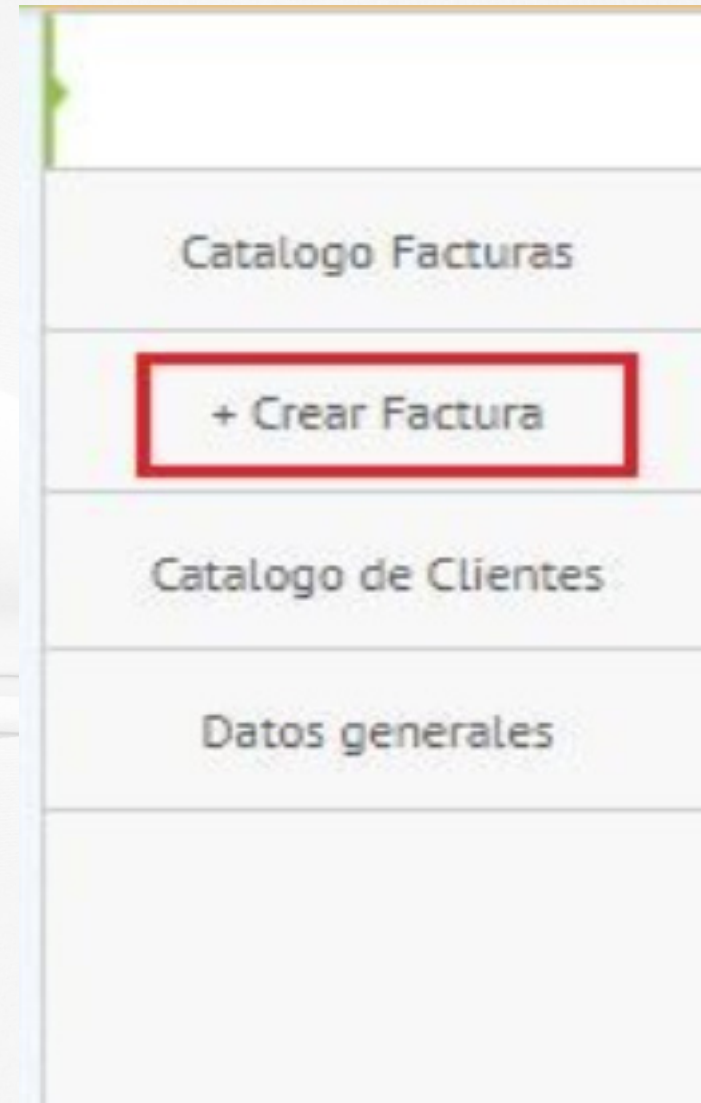 Catalogo Facturas
+ Crear Factura
Catalogo de Clientes
Datos generales